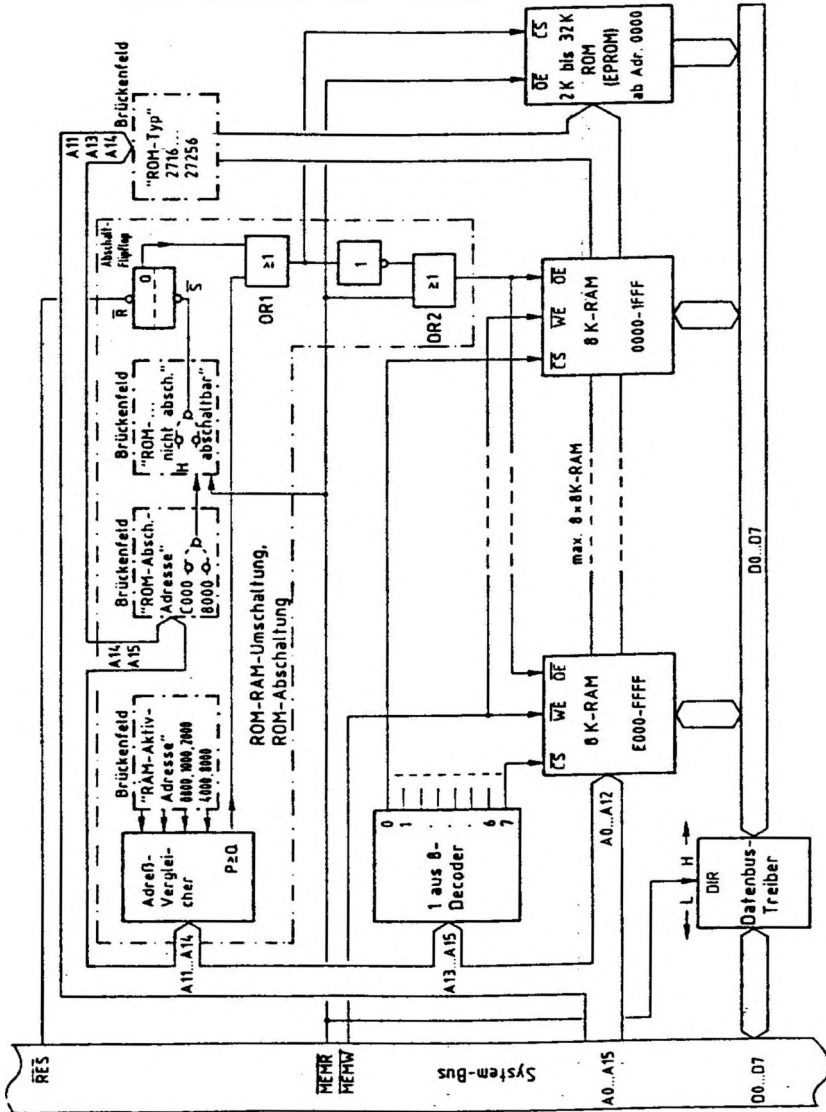 System-Bus
RES
MEMR
MEMW
A0...A15
D0...D7
A11
A13
A14
Brückenfeld
"ROM-Typ"
2716...
27256
Abschalt-
Flipflop
R
Q
S
≥1
OR1
1
≥1
OR2
Brückenfeld
"ROM-...
nicht absch."
H
abschaltbar"
Brückenfeld
"ROM-Absch.-
Adresse"
C000
8000
A14
A15
Brückenfeld
"RAM-Aktiv-
Adresse"
0800,1000,2000
4000,8000
Adreß-
Verglei-
cher
P≥Q
A11...A14
ROM-RAM-Umschaltung,
ROM-Abschaltung
1 aus 8-
Decoder
0
1
6
7
A13...A15
CS
WE
OE
8K-RAM
E000-FFFF
A0...A12
max. 8×8K-RAM
CS
WE
OE
8K-RAM
0000-1FFF
OE
CS
2K bis 32K
ROM
(EPROM)
ab Adr. 0000
D0...D7
L
H
DIR
Datenbus-
Treiber